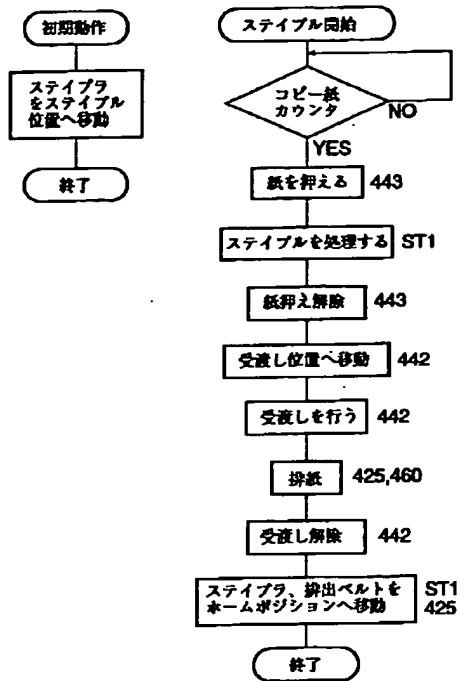 初期動作
ステイプラ
をステイプル
位置へ移動
終了
ステイプル開始
コピー紙
カウンタ
NO
YES
紙を押える 443
ステイプルを処理する ST1
紙押え解除 443
受渡し位置へ移動 442
受渡しを行う 442
排紙 425,460
受渡し解除 442
ステイプラ、排出ベルトを ST1
ホームポジションへ移動 425
終了